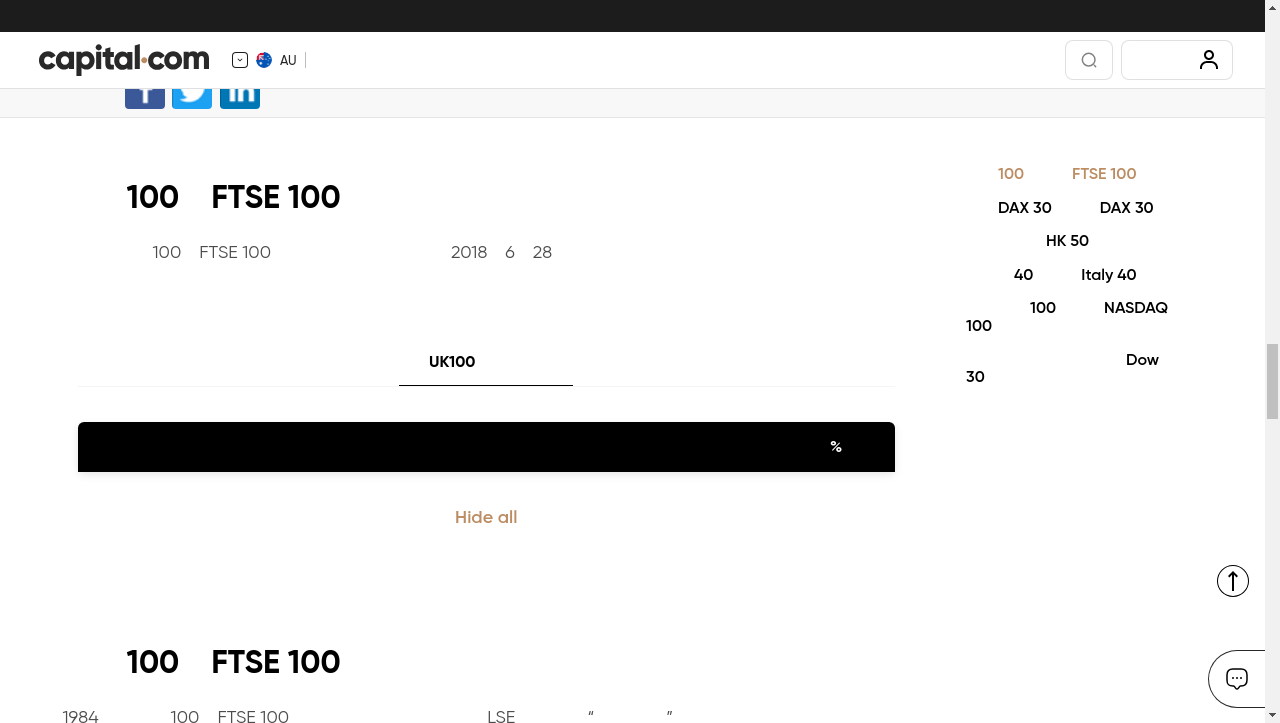 capital.com
AU
100 FTSE 100
100 FTSE 100 2018 6 28
UK100
%
Hide all
100 FTSE 100
1984 100 FTSE 100 LSE “ ”
100 FTSE 100
DAX 30 DAX 30
HK 50
40 Italy 40
100 NASDAQ
100
Dow
30